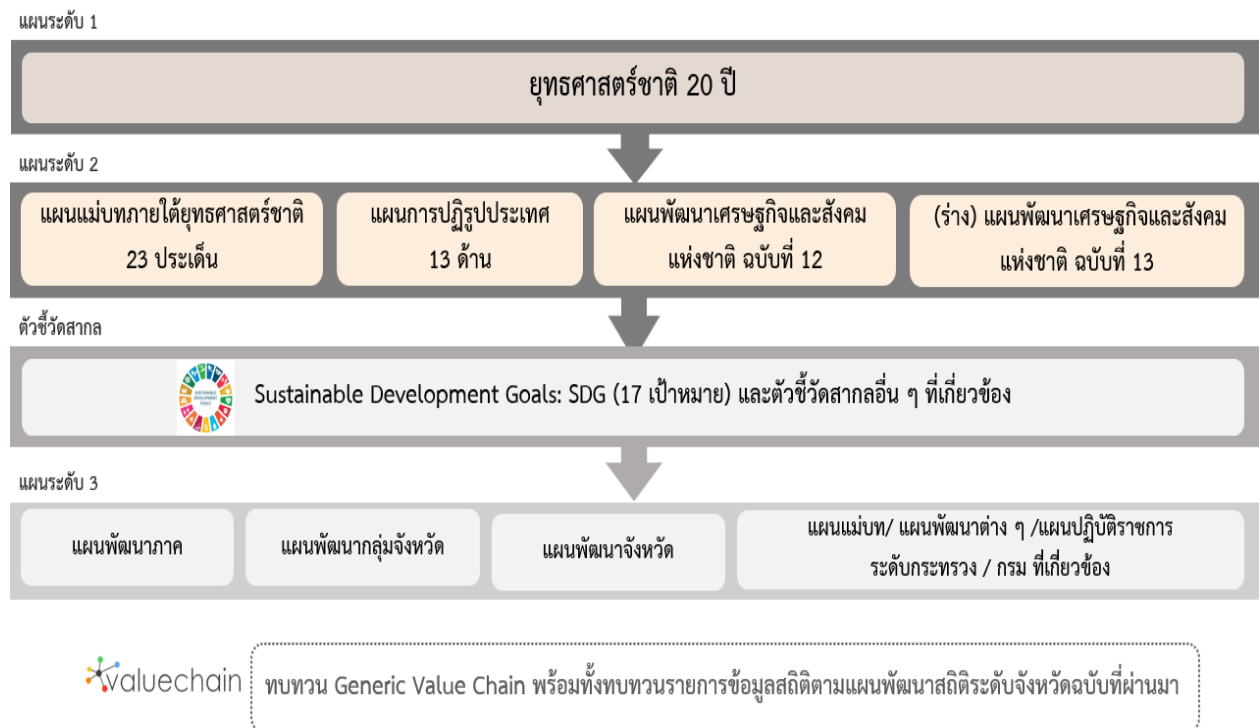 แผนระดับ 1
ยุทธศาสตร์ชาติ 20 ปี
แผนระดับ 2
แผนแม่บทภายใต้ยุทธศาสตร์ชาติ
23 ประเด็น
แผนการปฏิรูปประเทศ
13 ด้าน
แผนพัฒนาเศรษฐกิจและสังคม
แห่งชาติ ฉบับที่ 12
(ร่าง) แผนพัฒนาเศรษฐกิจและสังคม
แห่งชาติ ฉบับที่ 13
ตัวชี้วัดสากล
SUSTAINABLE
DEVELOPMENT
GOALS
Sustainable Development Goals: SDG (17 เป้าหมาย) และตัวชี้วัดสากลอื่น ๆ ที่เกี่ยวข้อง
แผนระดับ 3
แผนพัฒนาภาค
แผนพัฒนากลุ่มจังหวัด
แผนพัฒนาจังหวัด
แผนแม่บท/ แผนพัฒนาต่าง ๆ /แผนปฏิบัติราชการ
ระดับกระทรวง / กรม ที่เกี่ยวข้อง
valuechain
ทบทวน Generic Value Chain พร้อมทั้งทบทวนรายการข้อมูลสถิติตามแผนพัฒนาสถิติระดับจังหวัดฉบับที่ผ่านมา